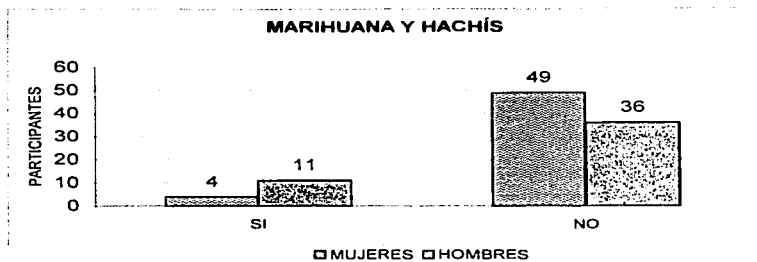 MARIHUANA Y HACHÍS
PARTICIPANTES
60
50
40
30
20
10
0
4
11
49
36
SI
NO
MUJERES HOMBRES